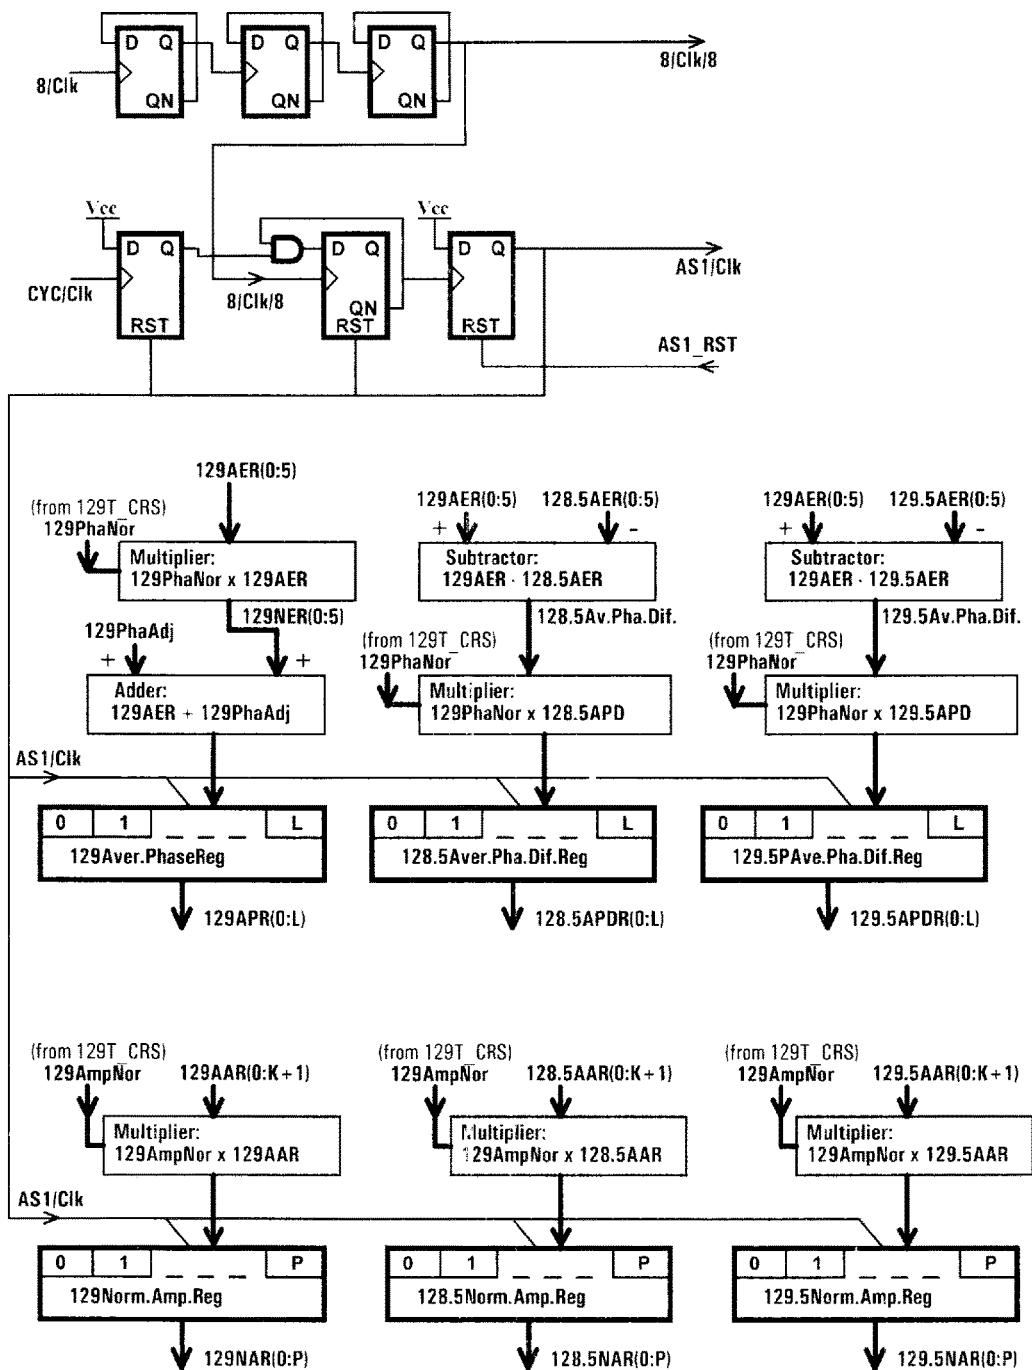 D Q
D Q
D Q
8/Clk
QN
QN
QN
8/Clk/8
Vcc
Vcc
D Q
D
D Q
AS1/Clk
CYC/Clk
8/Clk/8
QN
RST
RST
RST
AS1_RST
129AER(0:5)
(from 129T_CRS)
129PhaNor
Multiplier:
129PhaNor x 129AER
129NER(0:5)
129PhaAdj
+ +
Adder:
129AER + 129PhaAdj
129AER(0:5) 128.5AER(0:5)
+ -
Subtractor:
129AER - 128.5AER
128.5Av.Pha.Dif.
(from 129T_CRS)
129PhaNor
Multiplier:
129PhaNor x 128.5APD
129AER(0:5) 129.5AER(0:5)
+ -
Subtractor:
129AER - 129.5AER
129.5Av.Pha.Dif.
(from 129T_CRS)
129PhaNor
Multiplier:
129PhaNor x 129.5APD
AS1/Clk
0 1 _ _ _ L
129Aver.PhaseReg
129APR(0:L)
0 1 _ _ _ L
128.5Aver.Pha.Dif.Reg
128.5APDR(0:L)
0 1 _ _ _ L
129.5PAve.Pha.Dif.Reg
129.5APDR(0:L)
(from 129T_CRS)
129AmpNor 129AAR(0:K+1)
Multiplier:
129AmpNor x 129AAR
(from 129T_CRS)
129AmpNor 128.5AAR(0:K+1)
Multiplier:
129AmpNor x 128.5AAR
(from 129T_CRS)
129AmpNor 129.5AAR(0:K+1)
Multiplier:
129AmpNor x 129.5AAR
AS1/Clk
0 1 _ _ _ P
129Norm.Amp.Reg
129NAR(0:P)
0 1 _ _ _ P
128.5Norm.Amp.Reg
128.5NAR(0:P)
0 1 _ _ _ P
129.5Norm.Amp.Reg
129.5NAR(0:P)